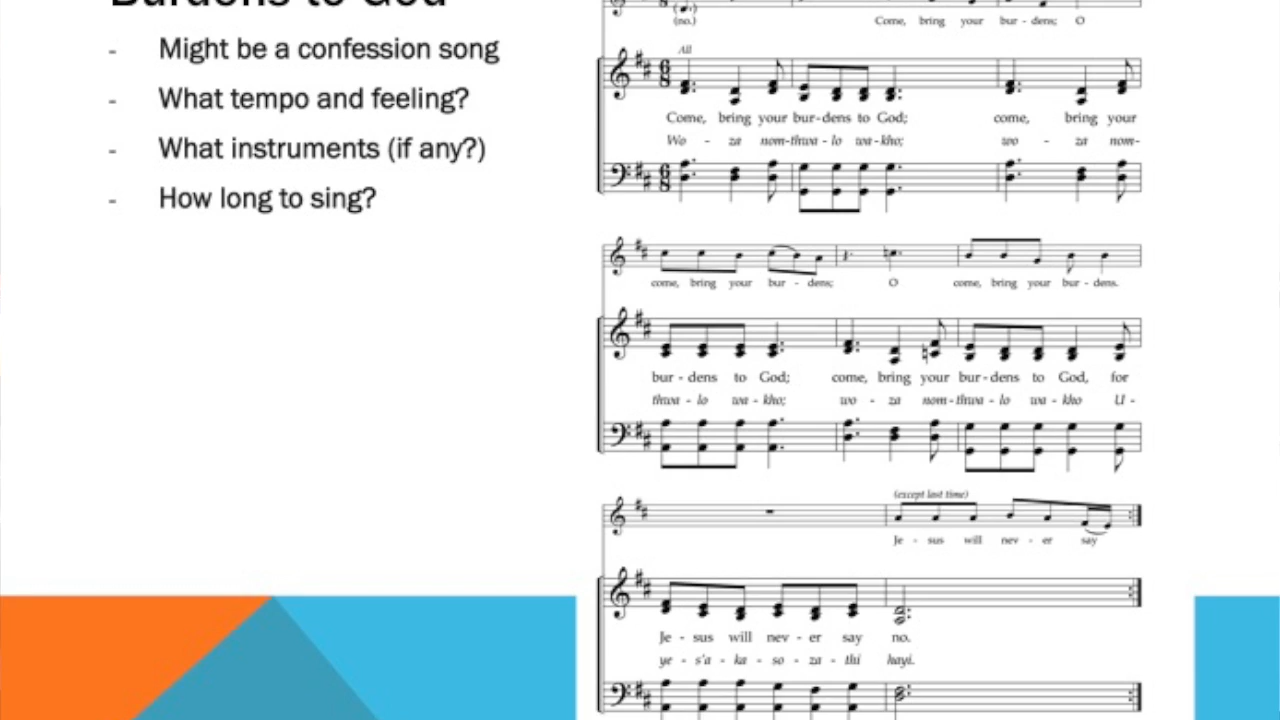 Burdens to God
- Might be a confession song
- What tempo and feeling?
- What instruments (if any?)
- How long to sing?
(no.) Come, bring your bur - dens; O
All
Come, bring your bur - dens to God; come, bring your
Wo - za nom-thwa - lo wa - kho; wo - za nom-
come, bring your bur - dens; O come, bring your bur - dens.
bur - dens to God; come, bring your bur - dens to God, for
thwa - lo wa - kho; wo - za nom - thwa - lo wa - kho U -
(except last time)
Je - sus will nev - er say
Je - sus will nev - er say no.
ye - s'a - ka - so - za - thi hayi.